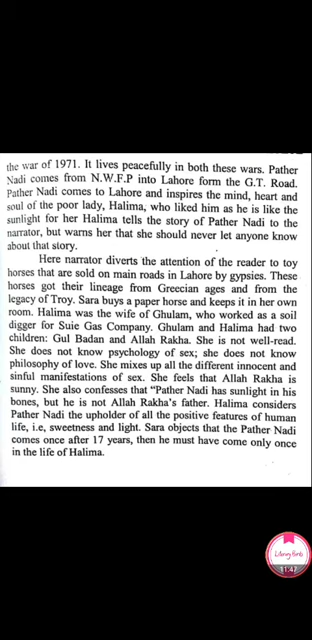 the war of 1971. It lives peacefully in both these wars. Pather
Nadi comes from N.W.F.P into Lahore form the G.T. Road.
Pather Nadi comes to Lahore and inspires the mind, heart and
soul of the poor lady, Halima, who liked him as he is like the
sunlight for her Halima tells the story of Pather Nadi to the
narrator, but warns her that she should never let anyone know
about that story.
Here narrator diverts the attention of the reader to toy
horses that are sold on main roads in Lahore by gypsies. These
horses got their lineage from Greecian ages and from the
legacy of Troy. Sara buys a paper horse and keeps it in her own
room. Halima was the wife of Ghulam, who worked as a soil
digger for Suie Gas Company. Ghulam and Halima had two
children: Gul Badan and Allah Rakha. She is not well-read.
She does not know psychology of sex; she does not know
philosophy of love. She mixes up all the different innocent and
sinful manifestations of sex. She feels that Allah Rakha is
sunny. She also confesses that “Pather Nadi has sunlight in his
bones, but he is not Allah Rakha's father. Halima considers
Pather Nadi the upholder of all the positive features of human
life, i.e, sweetness and light. Sara objects that the Pather Nadi
comes once after 17 years, then he must have come only once
in the life of Halima.
11:47